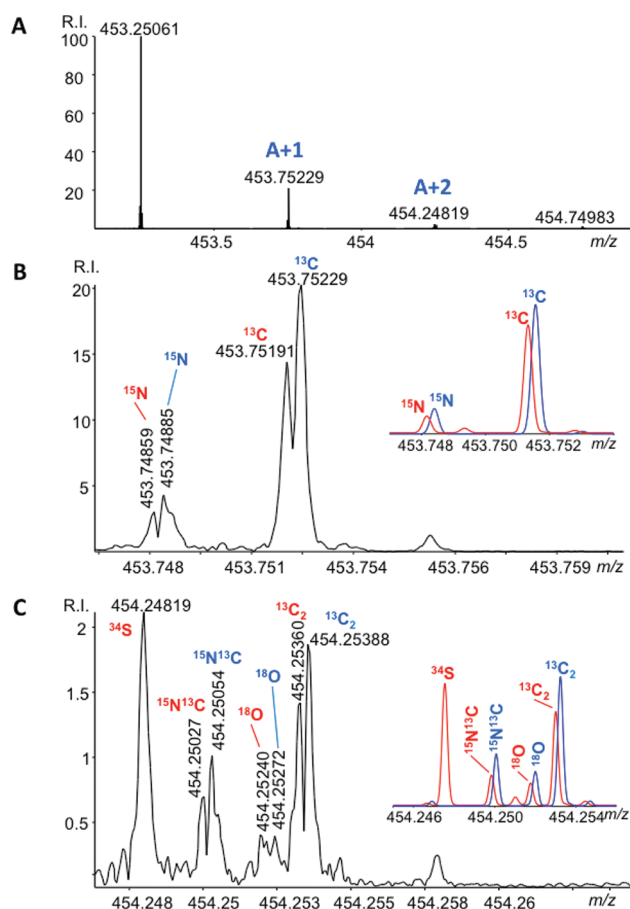 A
R.I.
453.25061
100
80
60
40
20
A+1
453.75229
A+2
454.24819
454.74983
453.5
454
454.5
m/z
B
R.I.
¹³C
453.75229
20
¹³C
453.75191
15
¹⁵N
¹⁵N
453.74859
453.74885
10
5
¹³C
¹³C
¹⁵N
¹⁵N
453.748
453.750
453.752
m/z
453.748
453.751
453.754
453.756
453.759
m/z
C
R.I.
454.24819
2
³⁴S
¹⁵N¹³C
¹⁵N¹³C
454.25027
454.25054
¹⁸O
¹⁸O
454.25240
454.25272
¹³C₂
¹³C₂
454.25360
454.25388
1.5
1
0.5
³⁴S
¹⁵N¹³C
¹⁵N¹³C
¹⁸O
¹⁸O
¹³C₂
¹³C₂
454.246
454.250
454.254
m/z
454.248
454.25
454.253
454.255
454.258
454.26
m/z